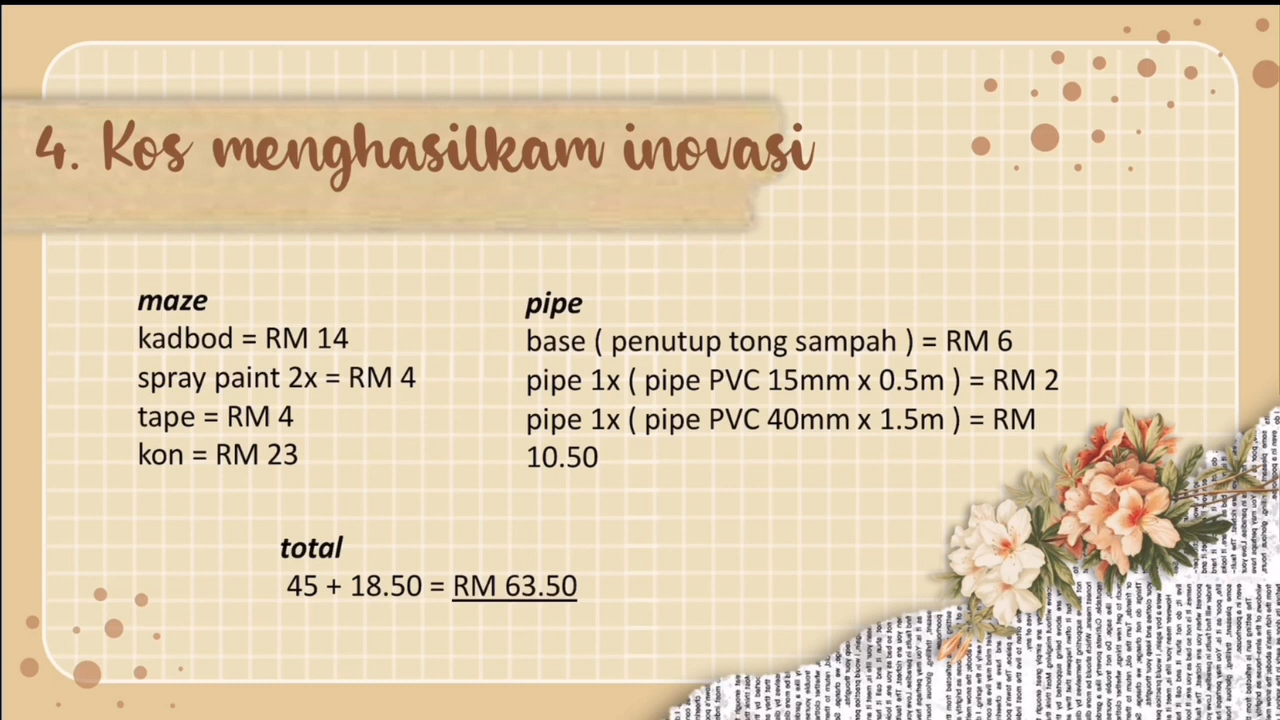 4. Kos menghasilkam inovasi
maze
kadbod = RM 14
spray paint 2x = RM 4
tape = RM 4
kon = RM 23
pipe
base ( penutup tong sampah ) = RM 6
pipe 1x ( pipe PVC 15mm x 0.5m ) = RM 2
pipe 1x ( pipe PVC 40mm x 1.5m ) = RM
10.50
total
45 + 18.50 = RM 63.50